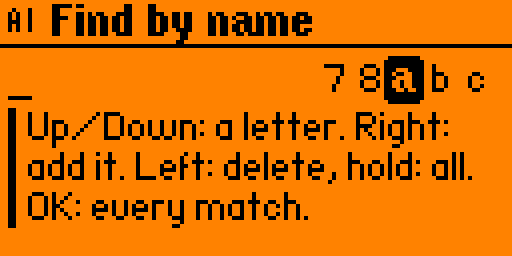 AI Find by name
_ 7 8 a b c
Up/Down: a letter. Right:
add it. Left: delete, hold: all.
OK: every match.